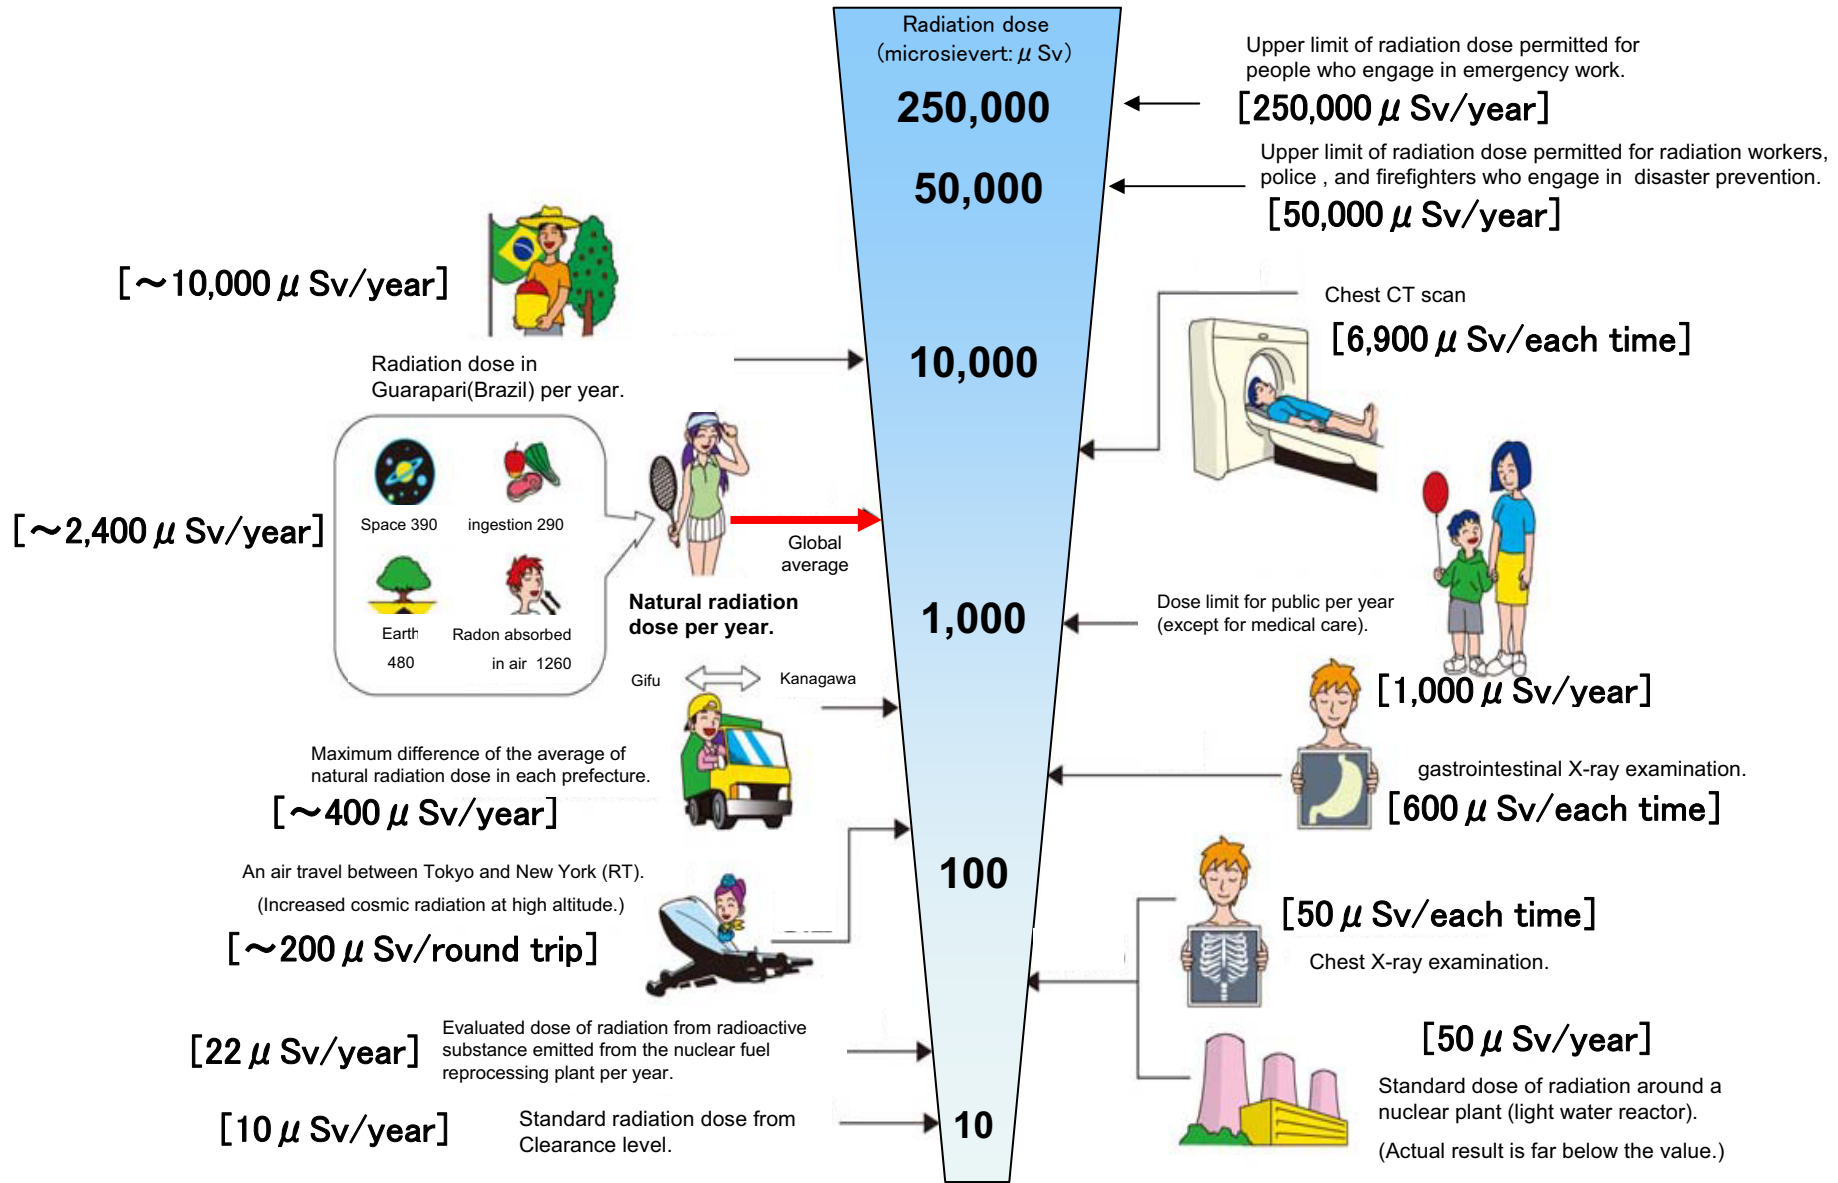 Radiation dose
(microsievert: μ Sv)
250,000
50,000
10,000
1,000
100
10
Upper limit of radiation dose permitted for
people who engage in emergency work.
[250,000 μ Sv/year]
Upper limit of radiation dose permitted for radiation workers,
police , and firefighters who engage in disaster prevention.
[50,000 μ Sv/year]
[~10,000 μ Sv/year]
Radiation dose in
Guarapari(Brazil) per year.
Chest CT scan
[6,900 μ Sv/each time]
[~2,400 μ Sv/year]
Space 390
ingestion 290
Earth
480
Radon absorbed
in air 1260
Global
average
Natural radiation
dose per year.
Dose limit for public per year
(except for medical care).
[1,000 μ Sv/year]
Gifu
Kanagawa
Maximum difference of the average of
natural radiation dose in each prefecture.
[~400 μ Sv/year]
gastrointestinal X-ray examination.
[600 μ Sv/each time]
An air travel between Tokyo and New York (RT).
(Increased cosmic radiation at high altitude.)
[~200 μ Sv/round trip]
[50 μ Sv/each time]
Chest X-ray examination.
[22 μ Sv/year]
Evaluated dose of radiation from radioactive
substance emitted from the nuclear fuel
reprocessing plant per year.
[50 μ Sv/year]
Standard dose of radiation around a
nuclear plant (light water reactor).
(Actual result is far below the value.)
[10 μ Sv/year]
Standard radiation dose from
Clearance level.